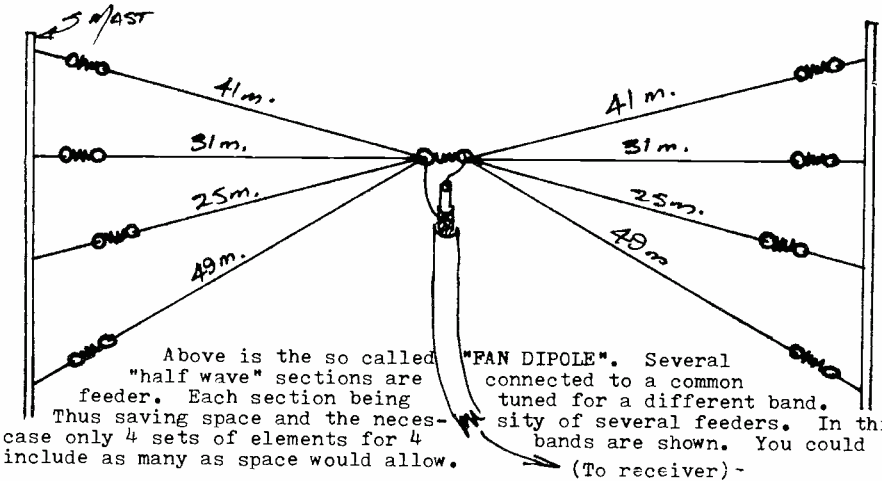 MAST
41m. 41m.
31m. 31m.
25m. 25m.
49m. 49m
Above is the so called "FAN DIPOLE". Several
"half wave" sections are connected to a common
feeder. Each section being tuned for a different band.
Thus saving space and the neces- sity of several feeders. In thi
case only 4 sets of elements for 4 bands are shown. You could
include as many as space would allow.
(To receiver)-